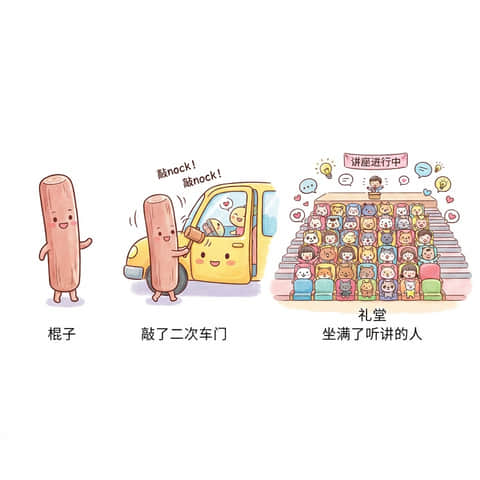 敲nock!
敲nock!
讲座进行中
棍子
敲了二次车门
礼堂
坐满了听讲的人